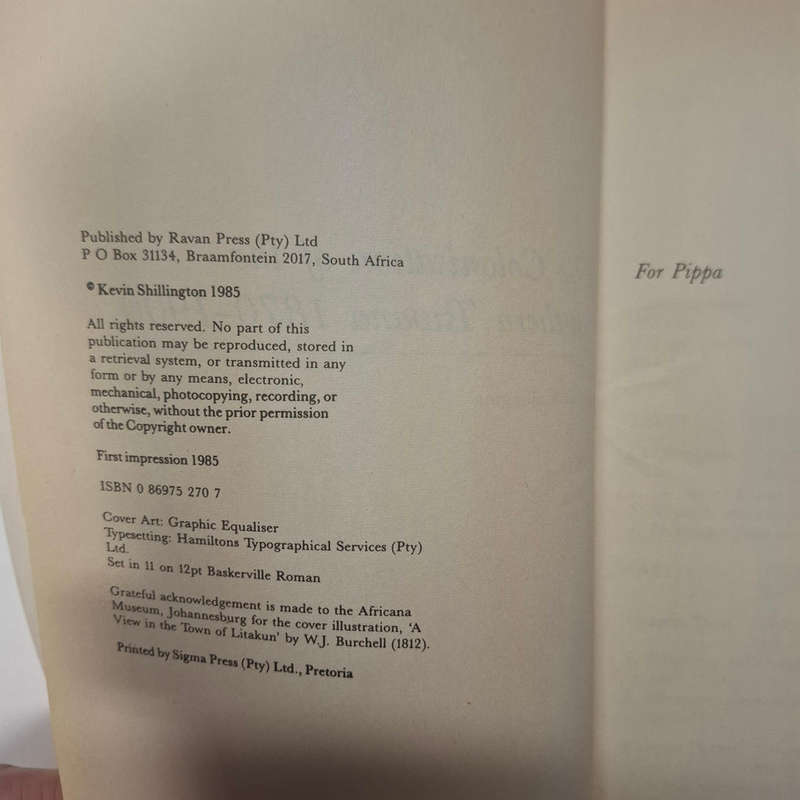 Published by Ravan Press (Pty) Ltd
P O Box 31134, Braamfontein 2017, South Africa
© Kevin Shillington 1985
All rights reserved. No part of this
publication may be reproduced, stored in
a retrieval system, or transmitted in any
form or by any means, electronic,
mechanical, photocopying, recording, or
otherwise, without the prior permission
of the Copyright owner.
First impression 1985
ISBN 0 86975 270 7
Cover Art: Graphic Equaliser
Typesetting: Hamiltons Typographical Services (Pty)
Ltd.
Set in 11 on 12pt Baskerville Roman
Grateful acknowledgement is made to the Africana
Museum, Johannesburg for the cover illustration, ‘A
View in the Town of Litakun’ by W.J. Burchell (1812).
Printed by Sigma Press (Pty) Ltd., Pretoria
For Pippa